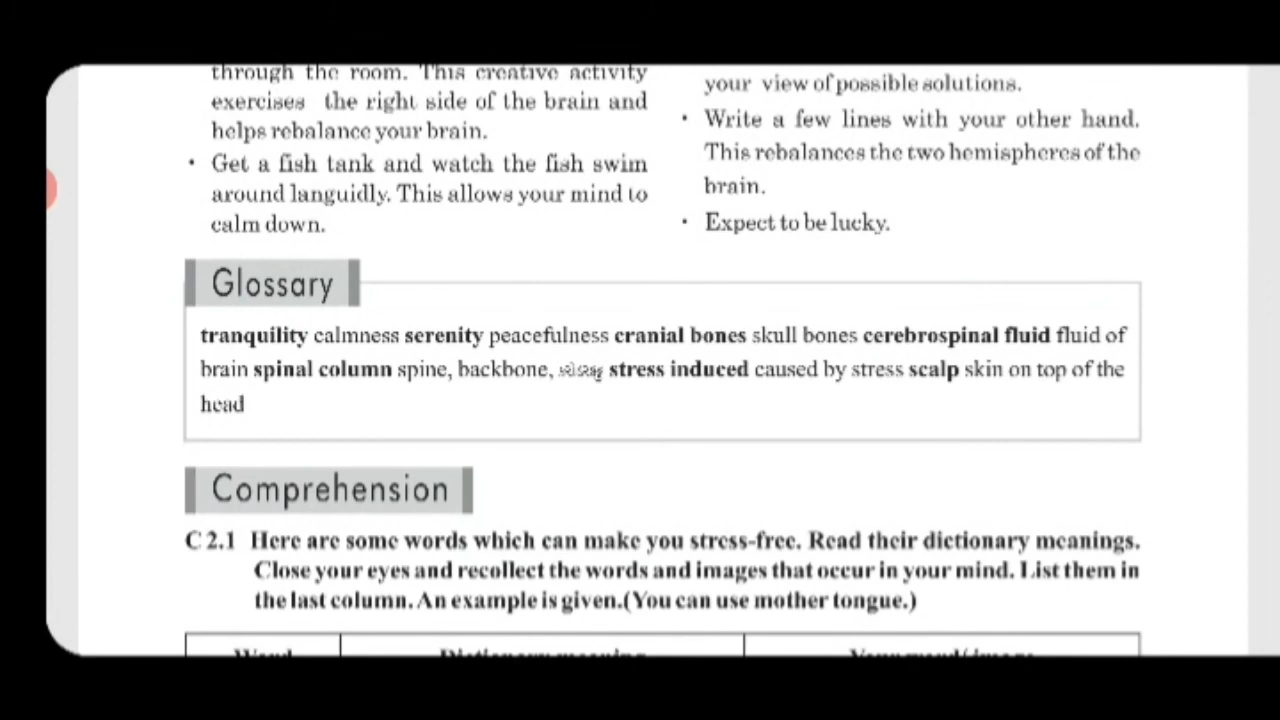 through the room. This creative activity
exercises the right side of the brain and
helps rebalance your brain.
• Get a fish tank and watch the fish swim
around languidly. This allows your mind to
calm down.
your view of possible solutions.
• Write a few lines with your other hand.
This rebalances the two hemispheres of the
brain.
• Expect to be lucky.
Glossary
tranquility calmness serenity peacefulness cranial bones skull bones cerebrospinal fluid fluid of
brain spinal column spine, backbone, stress induced caused by stress scalp skin on top of the
head
Comprehension
C 2.1 Here are some words which can make you stress-free. Read their dictionary meanings.
Close your eyes and recollect the words and images that occur in your mind. List them in
the last column. An example is given.(You can use mother tongue.)
Word Dictionary meaning